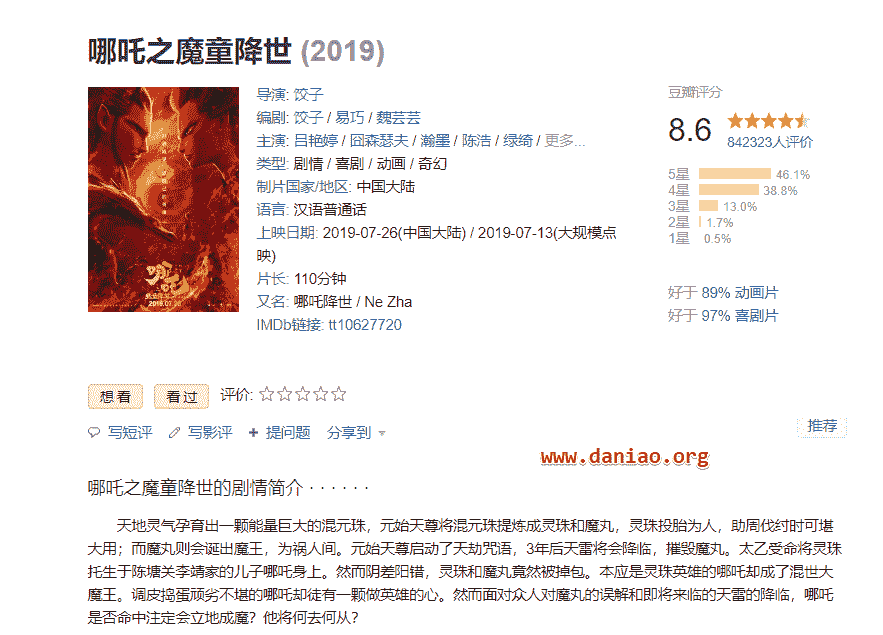 哪吒之魔童降世 (2019)
导演: 饺子
编剧: 饺子 / 易巧 / 魏芸芸
主演: 吕艳婷 / 囧森瑟夫 / 瀚墨 / 陈浩 / 绿绮 / 更多...
类型: 剧情 / 喜剧 / 动画 / 奇幻
制片国家/地区: 中国大陆
语言: 汉语普通话
上映日期: 2019-07-26(中国大陆) / 2019-07-13(大规模点
映)
片长: 110分钟
又名: 哪吒降世 / Ne Zha
IMDb链接: tt10627720
豆瓣评分
8.6
842323人评价
5星 46.1%
4星 38.8%
3星 13.0%
2星 1.7%
1星 0.5%
好于 89% 动画片
好于 97% 喜剧片
哪吒
2019.07.26
想看 看过 评价:
写短评 写影评 + 提问题 分享到
推荐
www.daniao.org
哪吒之魔童降世的剧情简介 · · · · · ·
天地灵气孕育出一颗能量巨大的混元珠，元始天尊将混元珠提炼成灵珠和魔丸，灵珠投胎为人，助周伐纣时可堪
大用；而魔丸则会诞出魔王，为祸人间。元始天尊启动了天劫咒语，3年后天雷将会降临，摧毁魔丸。太乙受命将灵珠
托生于陈塘关李靖家的儿子哪吒身上。然而阴差阳错，灵珠和魔丸竟然被掉包。本应是灵珠英雄的哪吒却成了混世大
魔王。调皮捣蛋顽劣不堪的哪吒却徒有一颗做英雄的心。然而面对众人对魔丸的误解和即将来临的天雷的降临，哪吒
是否命中注定会立地成魔？他将何去何从？